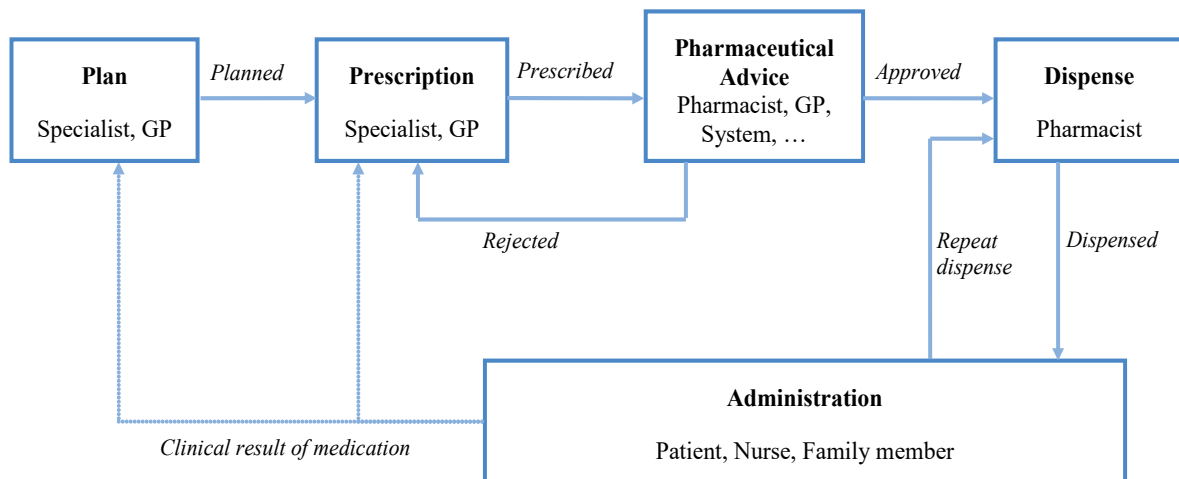 Plan
Specialist, GP
Planned
Prescription
Specialist, GP
Prescribed
Pharmaceutical
Advice
Pharmacist, GP,
System, …
Approved
Dispense
Pharmacist
Rejected
Repeat
dispense
Dispensed
Clinical result of medication
Administration
Patient, Nurse, Family member